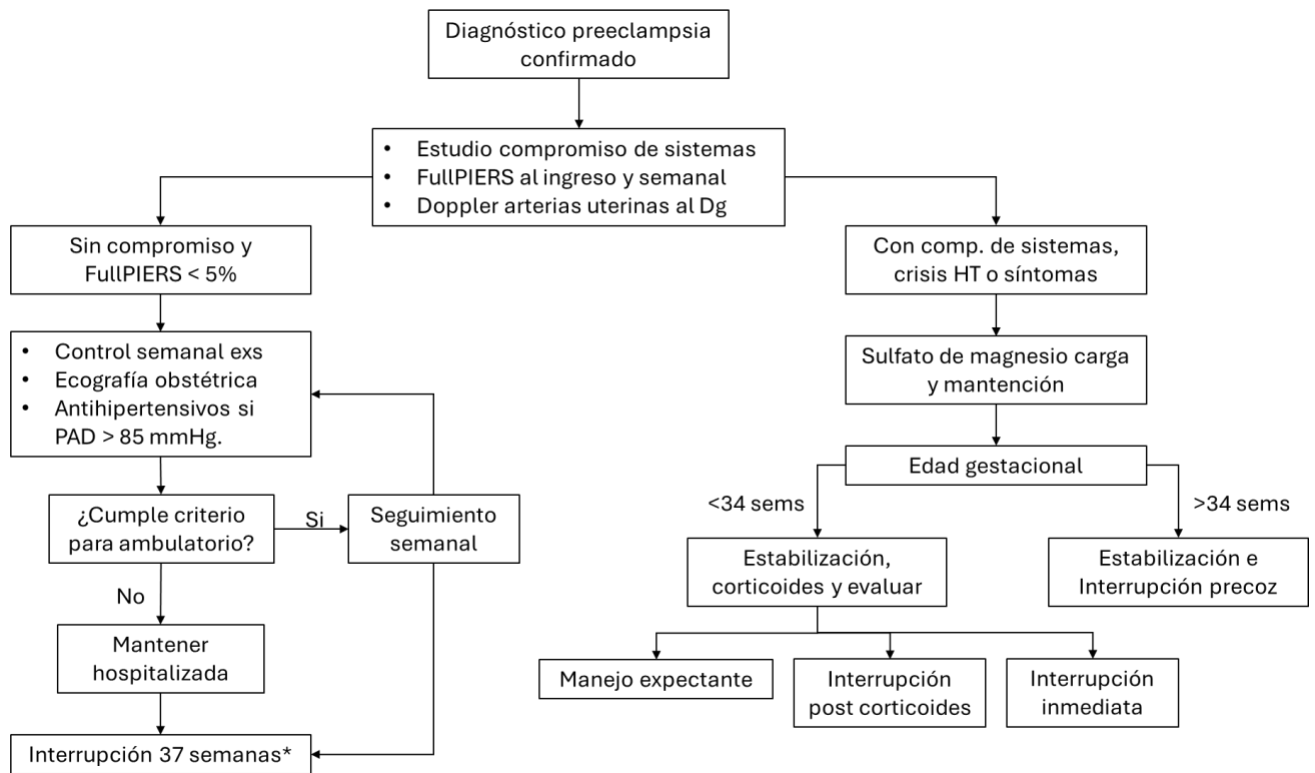 Diagnóstico preeclampsia
confirmado
• Estudio compromiso de sistemas
• FullPIERS al ingreso y semanal
• Doppler arterias uterinas al Dg
Sin compromiso y
FullPIERS < 5%
Con comp. de sistemas,
crisis HT o síntomas
• Control semanal exs
• Ecografía obstétrica
• Antihipertensivos si
PAD > 85 mmHg.
Sulfato de magnesio carga
y mantención
Edad gestacional
<34 sems
>34 sems
¿Cumple criterio
para ambulatorio?
Si
Seguimiento
semanal
Estabilización,
corticoides y evaluar
Estabilización e
Interrupción precoz
No
Mantener
hospitalizada
Manejo expectante
Interrupción
post corticoides
Interrupción
inmediata
Interrupción 37 semanas*